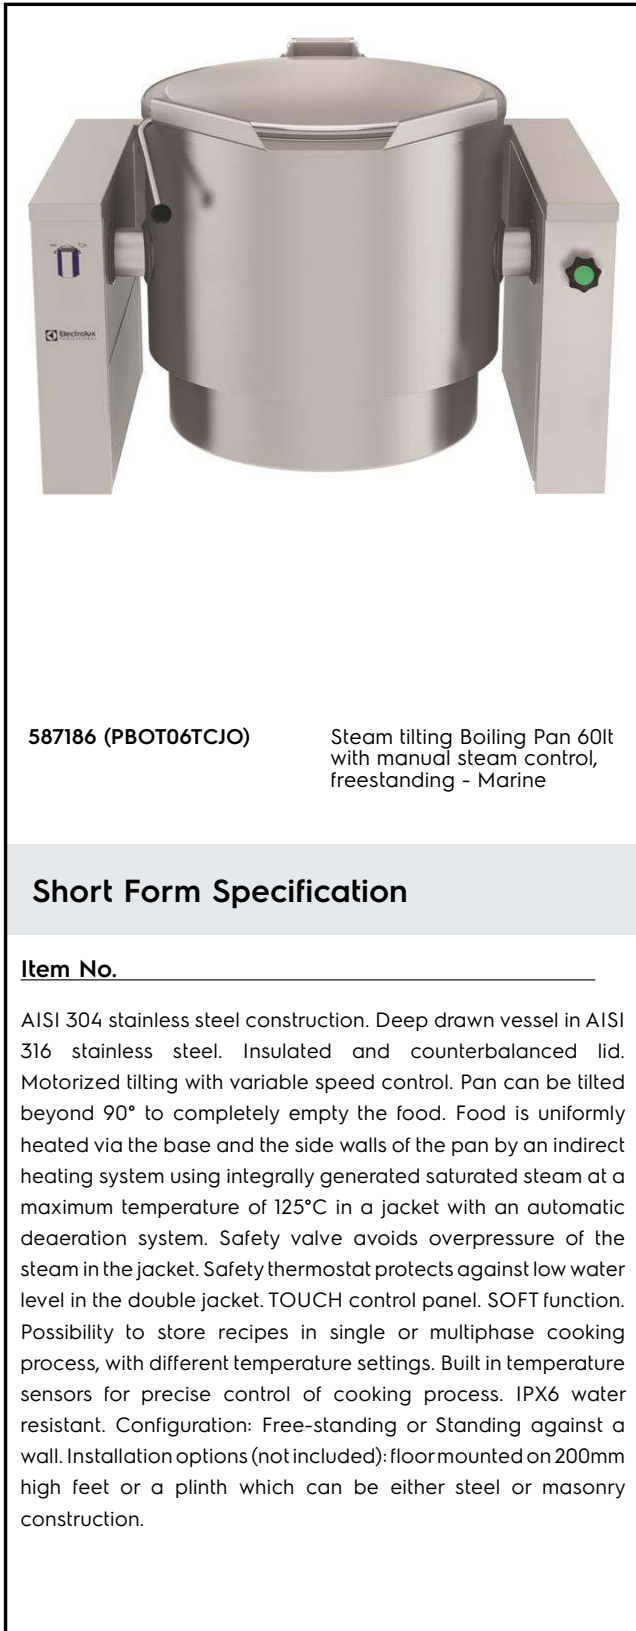 Electrolux
PROFESSIONAL
587186 (PBOT06TCJO)
Steam tilting Boiling Pan 60lt
with manual steam control,
freestanding - Marine
Short Form Specification
Item No.
AISI 304 stainless steel construction. Deep drawn vessel in AISI
316 stainless steel. Insulated and counterbalanced lid.
Motorized tilting with variable speed control. Pan can be tilted
beyond 90° to completely empty the food. Food is uniformly
heated via the base and the side walls of the pan by an indirect
heating system using integrally generated saturated steam at a
maximum temperature of 125°C in a jacket with an automatic
deaeration system. Safety valve avoids overpressure of the
steam in the jacket. Safety thermostat protects against low water
level in the double jacket. TOUCH control panel. SOFT function.
Possibility to store recipes in single or multiphase cooking
process, with different temperature settings. Built in temperature
sensors for precise control of cooking process. IPX6 water
resistant. Configuration: Free-standing or Standing against a
wall. Installation options (not included): floor mounted on 200mm
high feet or a plinth which can be either steel or masonry
construction.